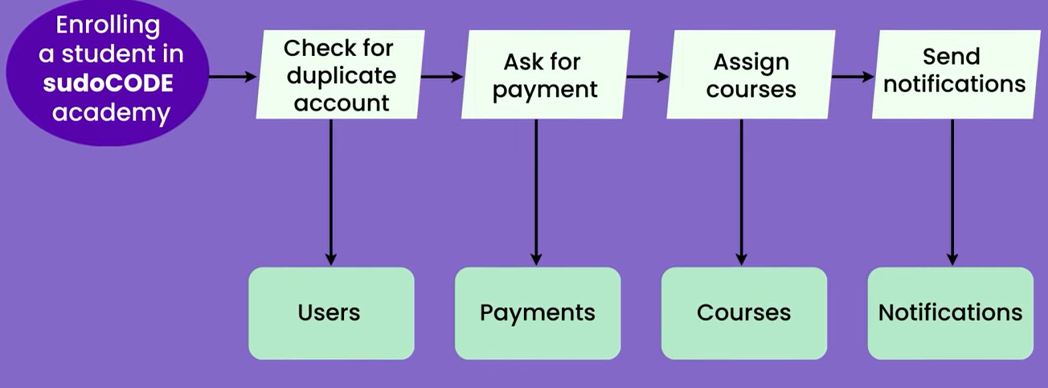 Enrolling
a student in
sudoCODE
academy
Check for
duplicate
account
Ask for
payment
Assign
courses
Send
notifications
Users
Payments
Courses
Notifications